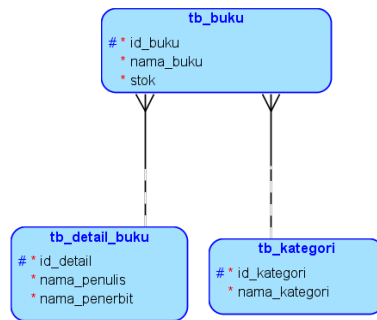 tb_buku
# * id_buku
* nama_buku
* stok
tb_detail_buku
# * id_detail
* nama_penulis
* nama_penerbit
tb_kategori
# * id_kategori
* nama_kategori